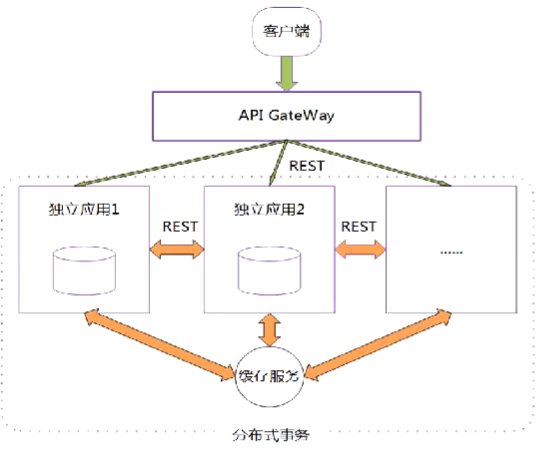 客户端
API GateWay
REST
独立应用1
REST
独立应用2
REST
......
缓存服务
分布式事务